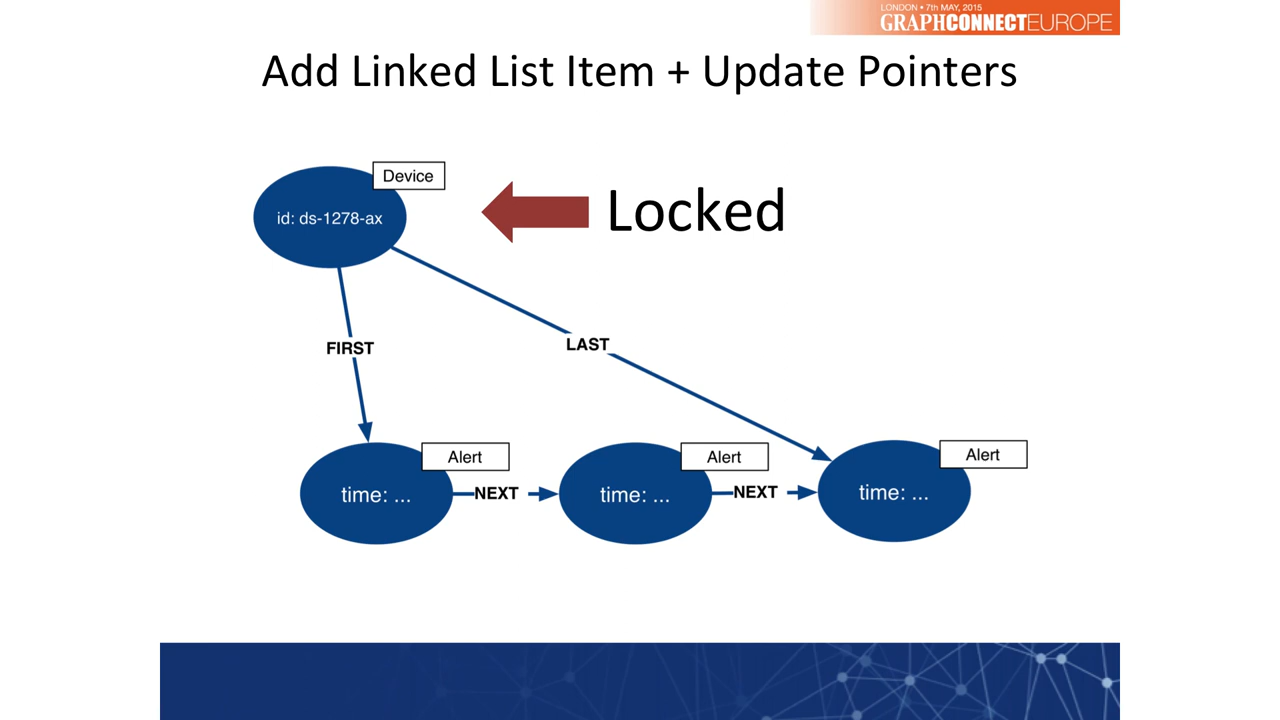 LONDON • 7th MAY, 2015
GRAPHCONNECTEUROPE
Add Linked List Item + Update Pointers
Device
id: ds-1278-ax
Locked
FIRST
LAST
Alert
Alert
Alert
time: ...
NEXT
time: ...
NEXT
time: ...